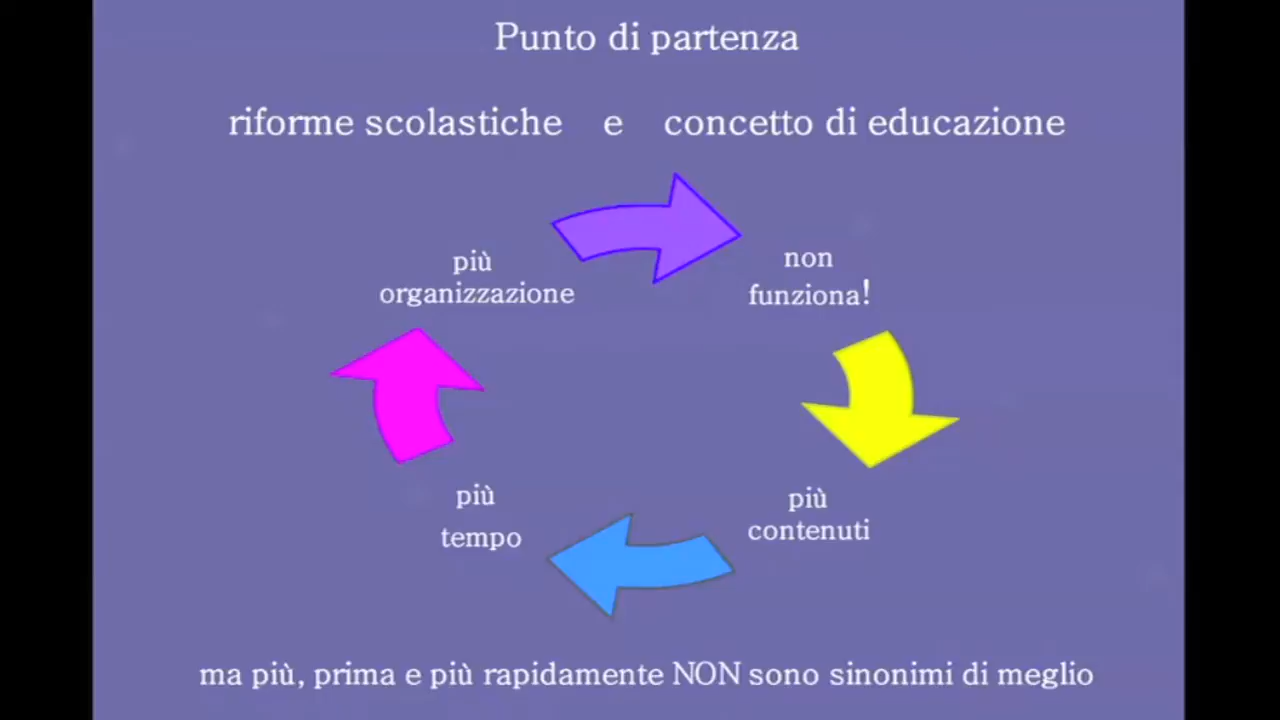 Punto di partenza
riforme scolastiche e concetto di educazione
più
organizzazione
non
funziona!
più
contenuti
più
tempo
ma più, prima e più rapidamente NON sono sinonimi di meglio